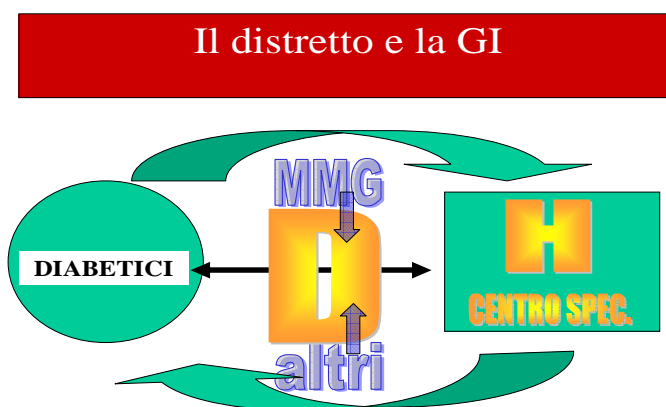 Il distretto e la GI
MMG
DIABETICI
D
H
CENTRO SPEC.
altri